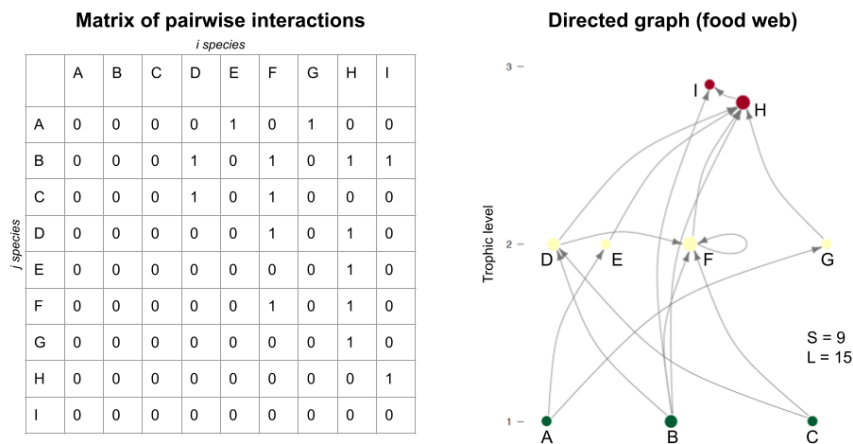 Matrix of pairwise interactions
i species
A B C D E F G H I
j species
A 0 0 0 0 1 0 1 0 0
B 0 0 0 1 0 1 0 1 1
C 0 0 0 1 0 1 0 0 0
D 0 0 0 0 0 1 0 1 0
E 0 0 0 0 0 0 0 1 0
F 0 0 0 0 0 1 0 1 0
G 0 0 0 0 0 0 0 1 0
H 0 0 0 0 0 0 0 0 1
I 0 0 0 0 0 0 0 0 0
Directed graph (food web)
Trophic level
3
I
H
2
D E F G
S = 9
L = 15
1
A B C